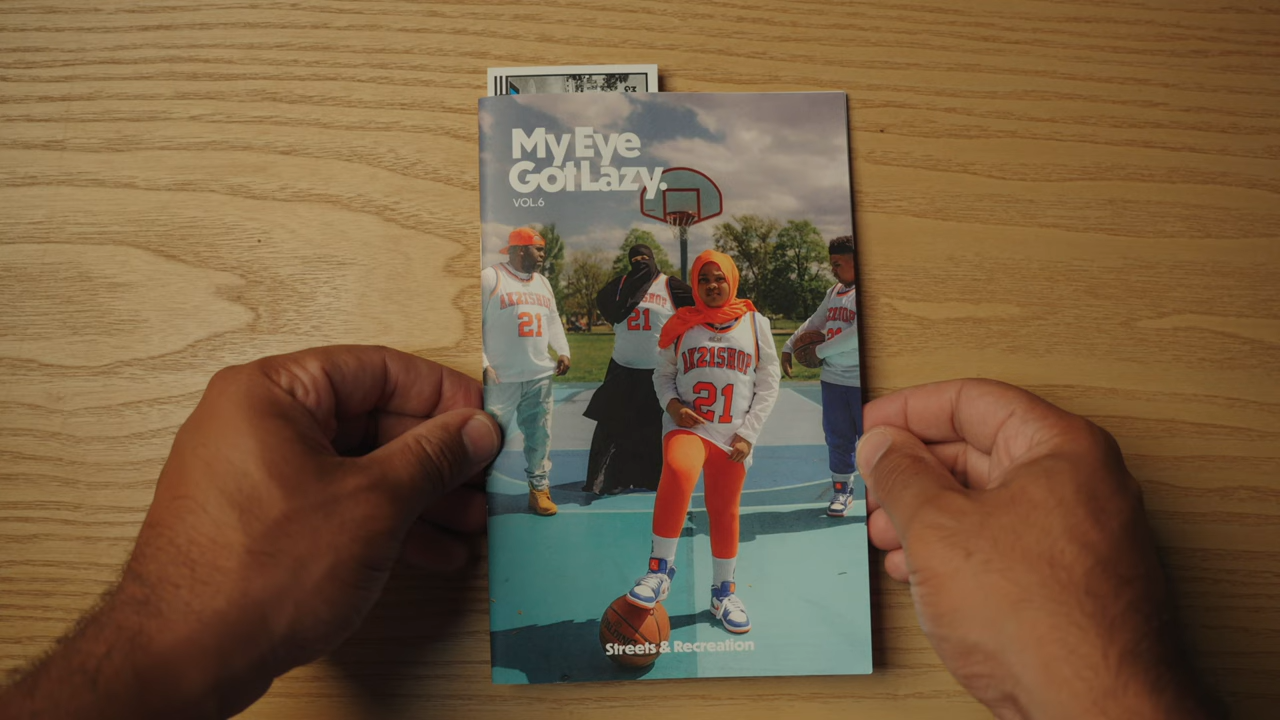 My Eye
Got Lazy.
VOL.6
AK21SHOP
21
21
AK21SHOP
21
Streets & Recreation